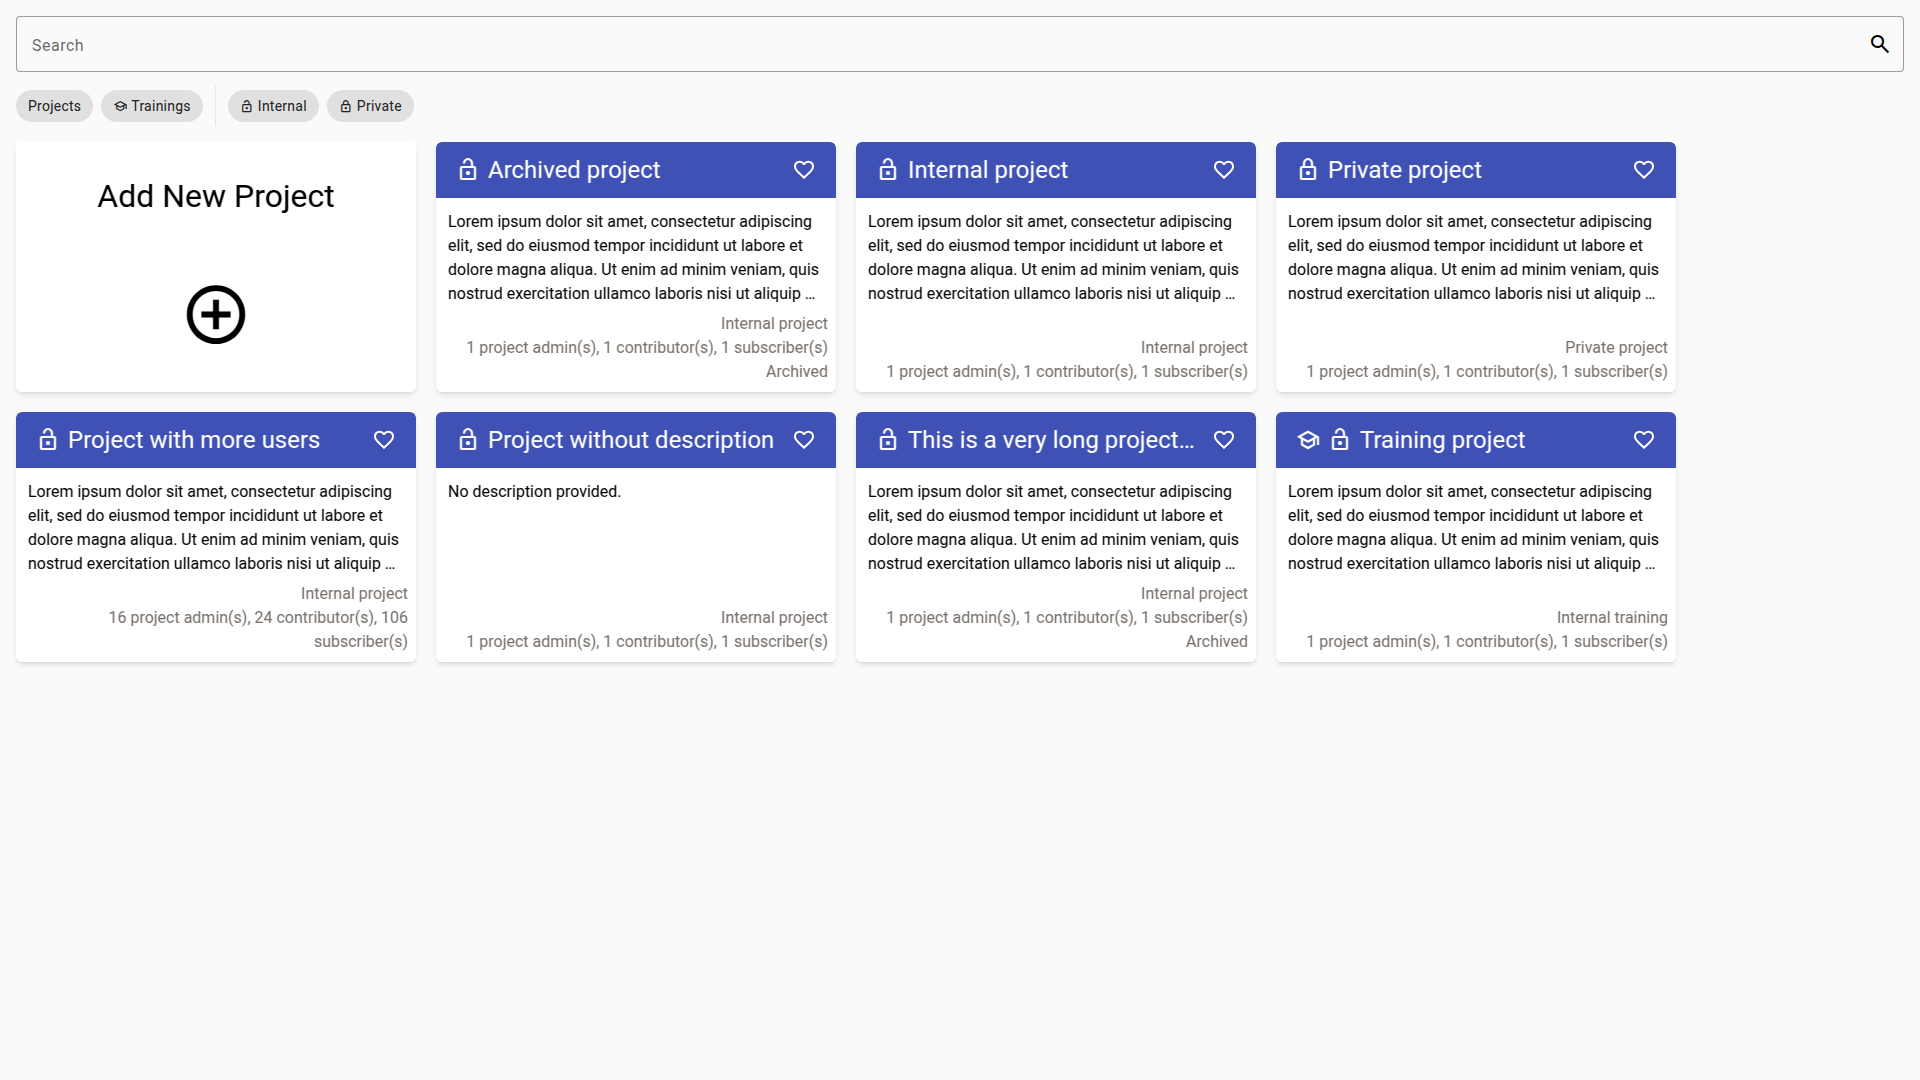 Search
Projects
Trainings
Internal
Private
Add New Project
Archived project
Lorem ipsum dolor sit amet, consectetur adipiscing
elit, sed do eiusmod tempor incididunt ut labore et
dolore magna aliqua. Ut enim ad minim veniam, quis
nostrud exercitation ullamco laboris nisi ut aliquip ...
Internal project
1 project admin(s), 1 contributor(s), 1 subscriber(s)
Archived
Internal project
Lorem ipsum dolor sit amet, consectetur adipiscing
elit, sed do eiusmod tempor incididunt ut labore et
dolore magna aliqua. Ut enim ad minim veniam, quis
nostrud exercitation ullamco laboris nisi ut aliquip ...
Internal project
1 project admin(s), 1 contributor(s), 1 subscriber(s)
Private project
Lorem ipsum dolor sit amet, consectetur adipiscing
elit, sed do eiusmod tempor incididunt ut labore et
dolore magna aliqua. Ut enim ad minim veniam, quis
nostrud exercitation ullamco laboris nisi ut aliquip ...
Private project
1 project admin(s), 1 contributor(s), 1 subscriber(s)
Project with more users
Lorem ipsum dolor sit amet, consectetur adipiscing
elit, sed do eiusmod tempor incididunt ut labore et
dolore magna aliqua. Ut enim ad minim veniam, quis
nostrud exercitation ullamco laboris nisi ut aliquip ...
Internal project
16 project admin(s), 24 contributor(s), 106
subscriber(s)
Project without description
No description provided.
Internal project
1 project admin(s), 1 contributor(s), 1 subscriber(s)
This is a very long project...
Lorem ipsum dolor sit amet, consectetur adipiscing
elit, sed do eiusmod tempor incididunt ut labore et
dolore magna aliqua. Ut enim ad minim veniam, quis
nostrud exercitation ullamco laboris nisi ut aliquip ...
Internal project
1 project admin(s), 1 contributor(s), 1 subscriber(s)
Archived
Training project
Lorem ipsum dolor sit amet, consectetur adipiscing
elit, sed do eiusmod tempor incididunt ut labore et
dolore magna aliqua. Ut enim ad minim veniam, quis
nostrud exercitation ullamco laboris nisi ut aliquip ...
Internal training
1 project admin(s), 1 contributor(s), 1 subscriber(s)